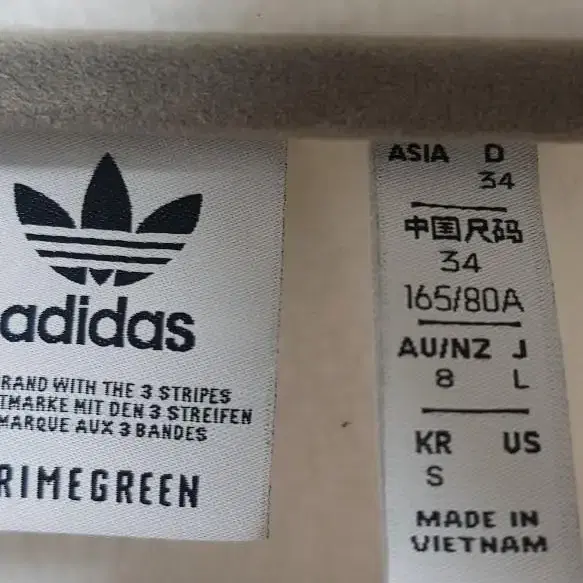 adidas
RAND WITH THE 3 STRIPES
TMARKE MIT DEN 3 STREIFEN
MARQUE AUX 3 BANDES
RIMEGREEN
ASIA D
34
中国尺码
34
165/80A
AU/NZ J
8 L
KR US
S
MADE IN
VIETNAM